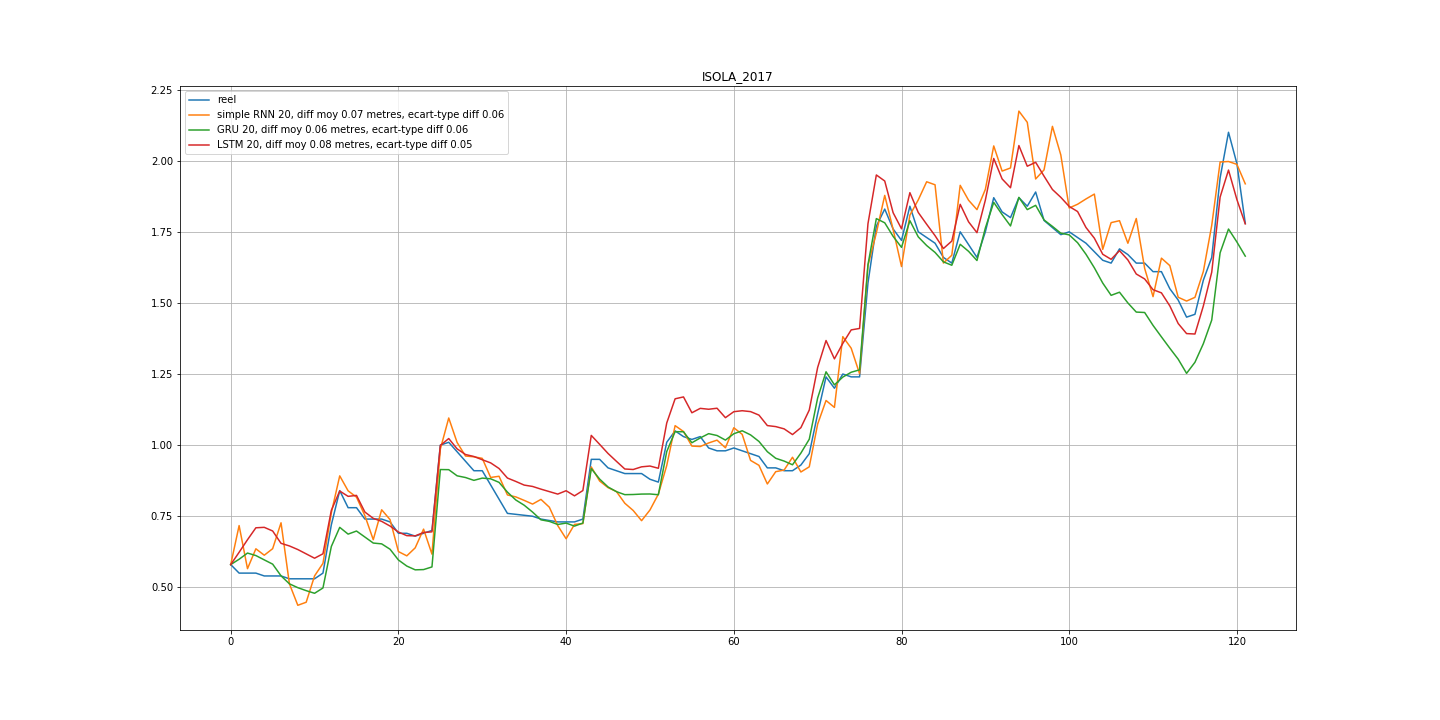 ISOLA_2017
reel
simple RNN 20, diff moy 0.07 metres, ecart-type diff 0.06
GRU 20, diff moy 0.06 metres, ecart-type diff 0.06
LSTM 20, diff moy 0.08 metres, ecart-type diff 0.05
2.25
2.00
1.75
1.50
1.25
1.00
0.75
0.50
0 20 40 60 80 100 120